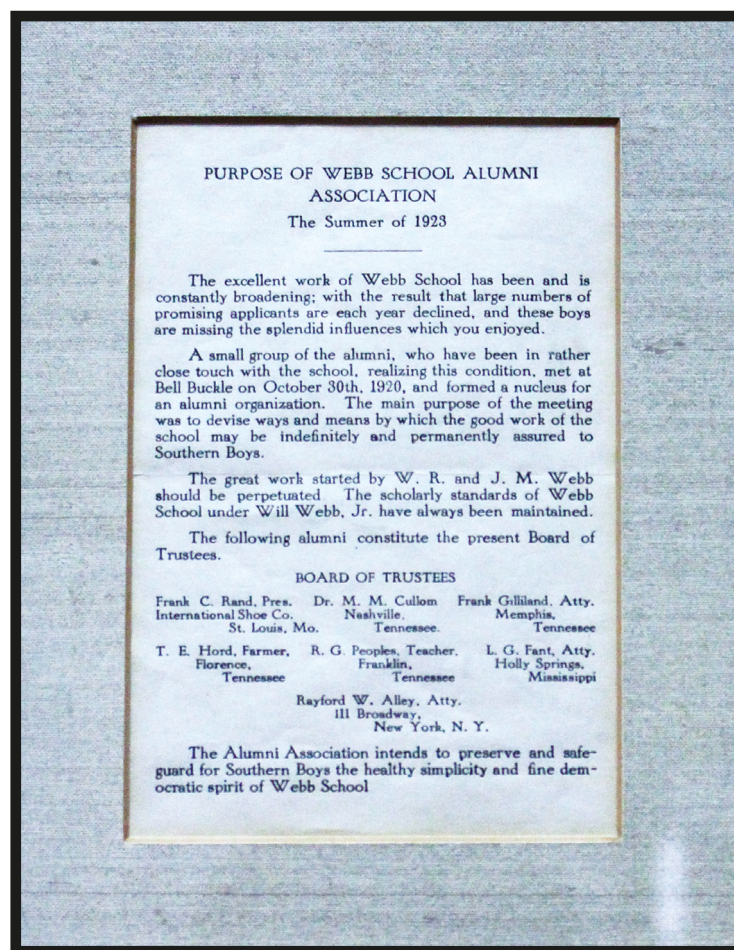 PURPOSE OF WEBB SCHOOL ALUMNI
ASSOCIATION
The Summer of 1923
The excellent work of Webb School has been and is
constantly broadening; with the result that large numbers of
promising applicants are each year declined, and these boys
are missing the splendid influences which you enjoyed.
A small group of the alumni, who have been in rather
close touch with the school, realizing this condition, met at
Bell Buckle on October 30th, 1920, and formed a nucleus for
an alumni organization. The main purpose of the meeting
was to devise ways and means by which the good work of the
school may be indefinitely and permanently assured to
Southern Boys.
The great work started by W. R. and J. M. Webb
should be perpetuated The scholarly standards of Webb
School under Will Webb, Jr. have always been maintained.
The following alumni constitute the present Board of
Trustees.
BOARD OF TRUSTEES
Frank C. Rand, Pres. Dr. M. M. Cullom Frank Gilliland, Atty.
International Shoe Co. Nashville, Memphis,
St. Louis, Mo. Tennessee. Tennessee
T. E. Hord, Farmer, R. G. Peoples, Teacher, L. G. Fant, Atty.
Florence, Franklin, Holly Springs,
Tennessee Tennessee Mississippi
Rayford W. Alley, Atty.
111 Broadway,
New York, N. Y.
The Alumni Association intends to preserve and safe-
guard for Southern Boys the healthy simplicity and fine dem-
ocratic spirit of Webb School